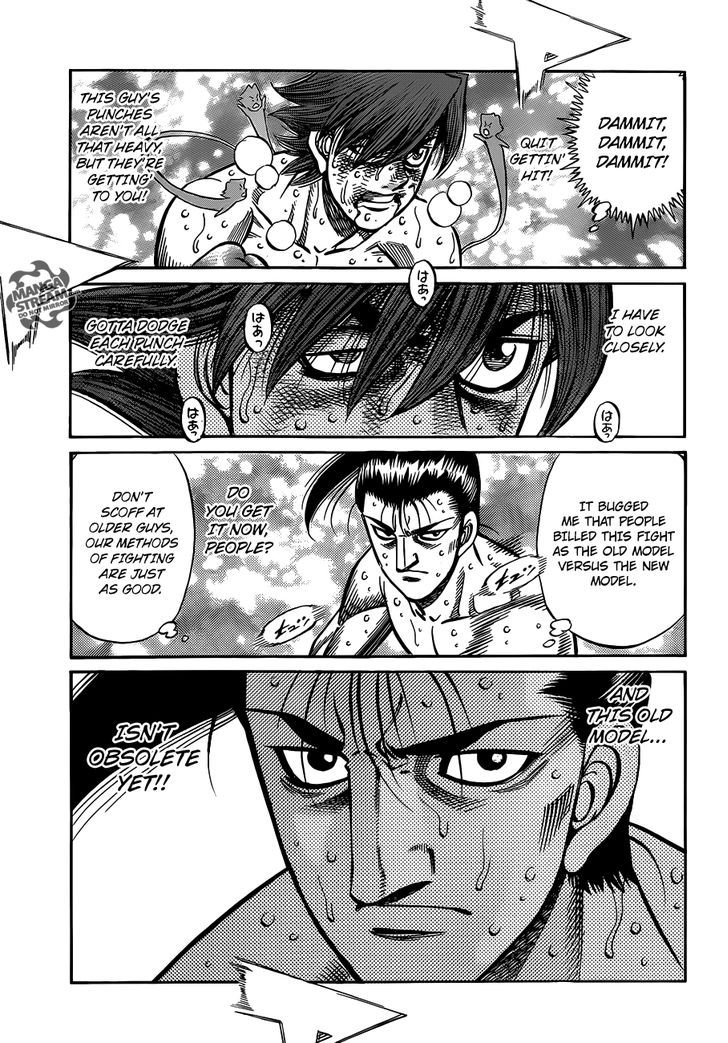 DAMMIT,
DAMMIT,
DAMMIT!
QUIT
GETTIN'
HIT!
THIS GUY'S
PUNCHES
AREN'T ALL
THAT HEAVY,
BUT THEY'RE
GETTING
TO YOU!
はあっ
I HAVE
TO LOOK
CLOSELY.
はあっ
GOTTA DODGE
EACH PUNCH
CAREFULLY.
はあっ
はあっ
MANGA
STREAM
DO NOT MIRROR
IT BUGGED
ME THAT PEOPLE
BILLED THIS FIGHT
AS THE OLD MODEL
VERSUS THE NEW
MODEL.
DO
YOU GET
IT NOW,
PEOPLE?
DON'T
SCOFF AT
OLDER GUYS,
OUR METHODS
OF FIGHTING
ARE JUST
AS GOOD.
AND
THIS OLD
MODEL...
ISN'T
OBSOLETE
YET!!